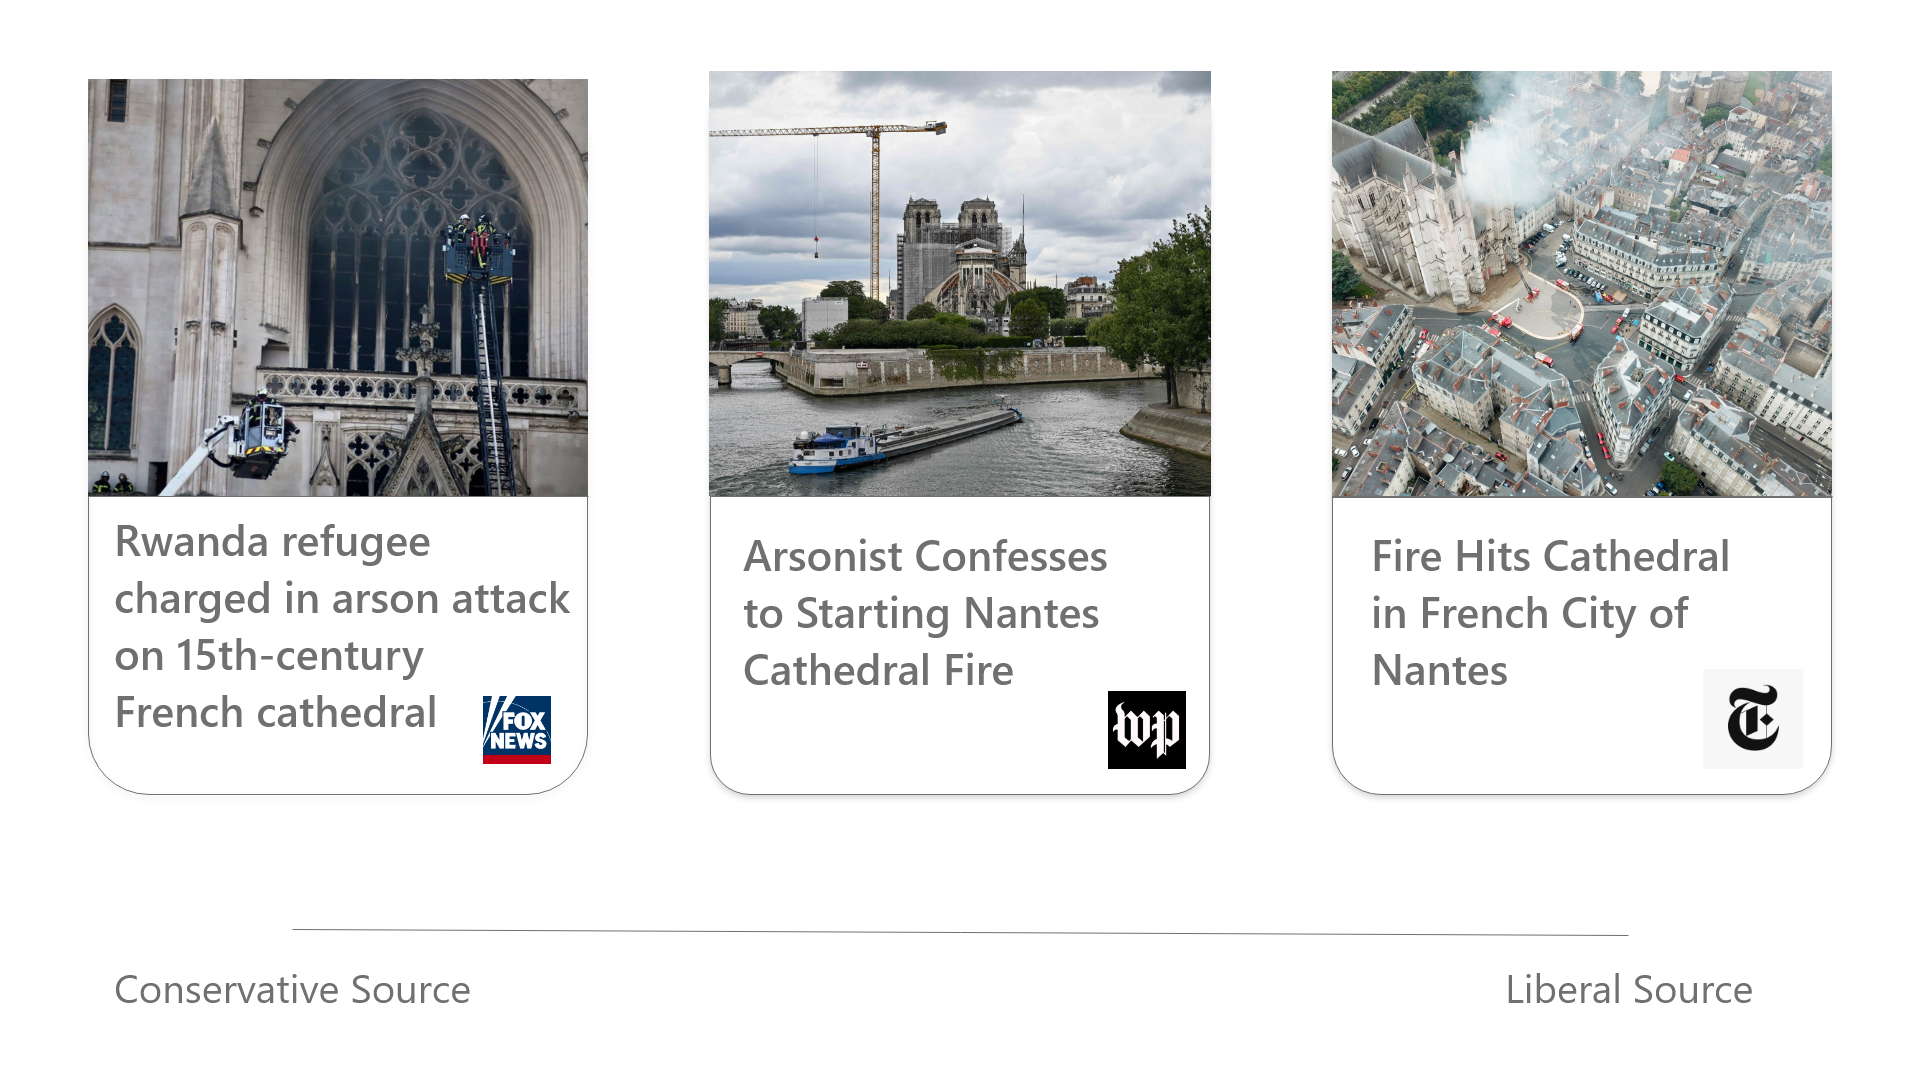 Rwanda refugee
charged in arson attack
on 15th-century
French cathedral
FOX
NEWS
Arsonist Confesses
to Starting Nantes
Cathedral Fire
wp
Fire Hits Cathedral
in French City of
Nantes
T
Conservative Source
Liberal Source